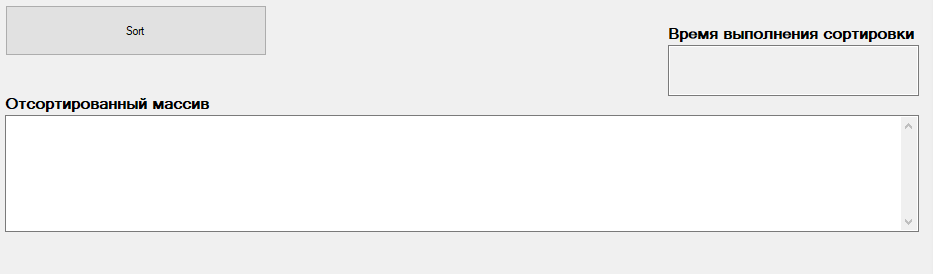 Sort
Время выполнения сортировки
Отсортированный массив